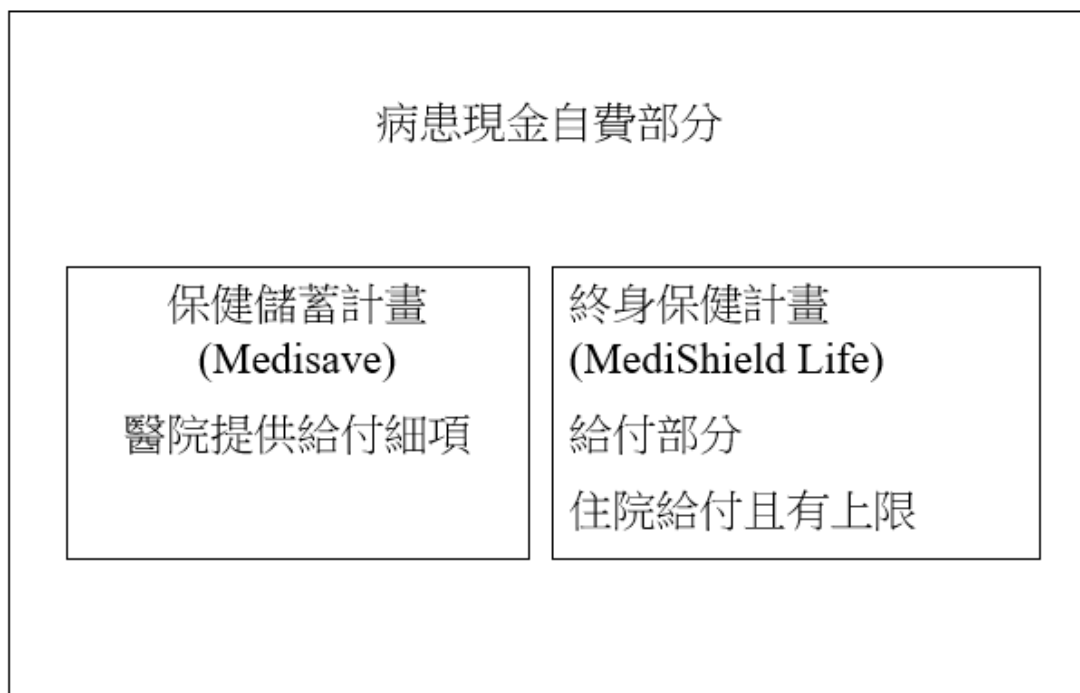 病患現金自費部分
保健儲蓄計畫
(Medisave)
醫院提供給付細項
終身保健計畫
(MediShield Life)
給付部分
住院給付且有上限